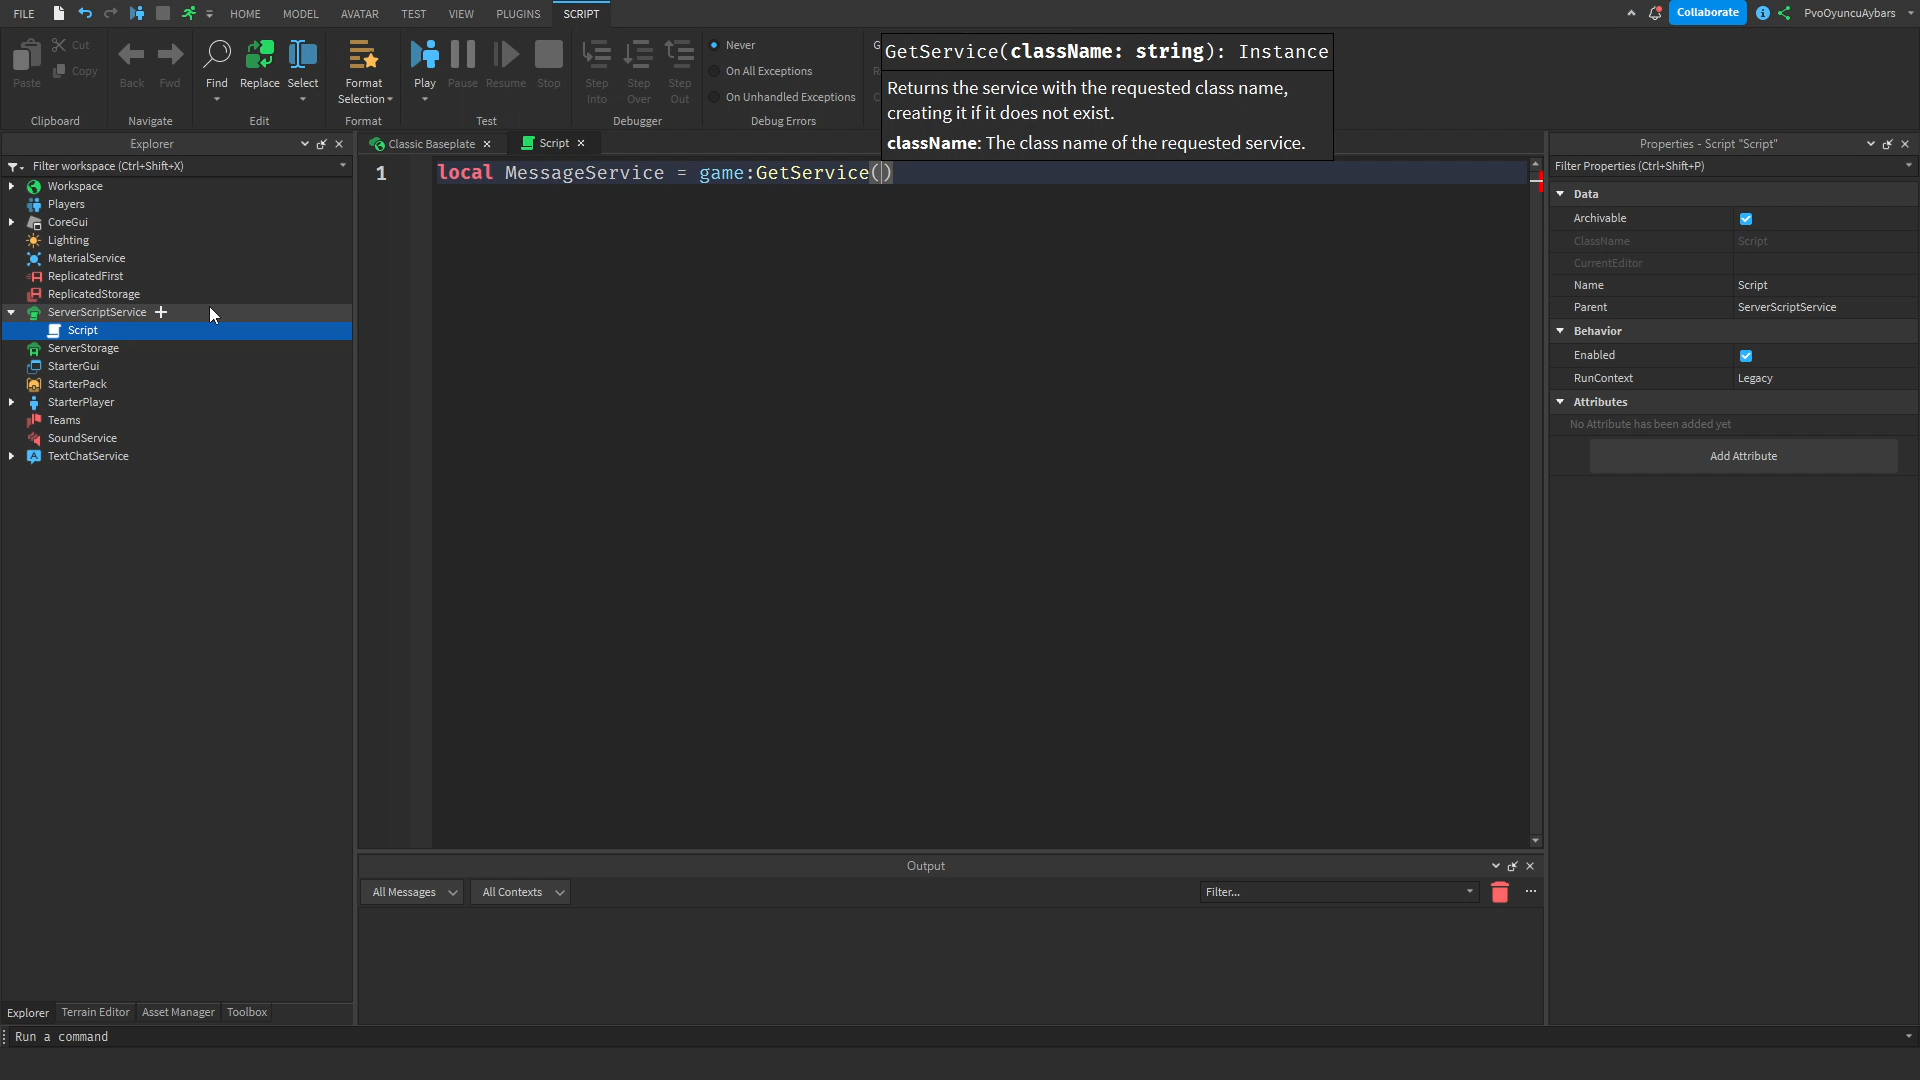 FILE HOME MODEL AVATAR TEST VIEW PLUGINS SCRIPT Collaborate PvoOyuncuAybars
Paste Cut Copy
Clipboard
Back Fwd
Navigate
Find Replace Select
Edit
Format Selection
Format
Play Pause Resume Stop
Test
Step Into Step Over Step Out
Debugger
Never
On All Exceptions
On Unhandled Exceptions
Debug Errors
GetService(className: string): Instance
Returns the service with the requested class name,
creating it if it does not exist.
className: The class name of the requested service.
Explorer
Filter workspace (Ctrl+Shift+X)
Workspace
Players
CoreGui
Lighting
MaterialService
ReplicatedFirst
ReplicatedStorage
ServerScriptService
Script
ServerStorage
StarterGui
StarterPack
StarterPlayer
Teams
SoundService
TextChatService
Explorer Terrain Editor Asset Manager Toolbox
Classic Baseplate Script
1 local MessageService = game:GetService()
Output
All Messages All Contexts Filter...
Properties - Script "Script"
Filter Properties (Ctrl+Shift+P)
Data
Archivable
ClassName Script
CurrentEditor
Name Script
Parent ServerScriptService
Behavior
Enabled
RunContext Legacy
Attributes
No Attribute has been added yet
Add Attribute
Run a command